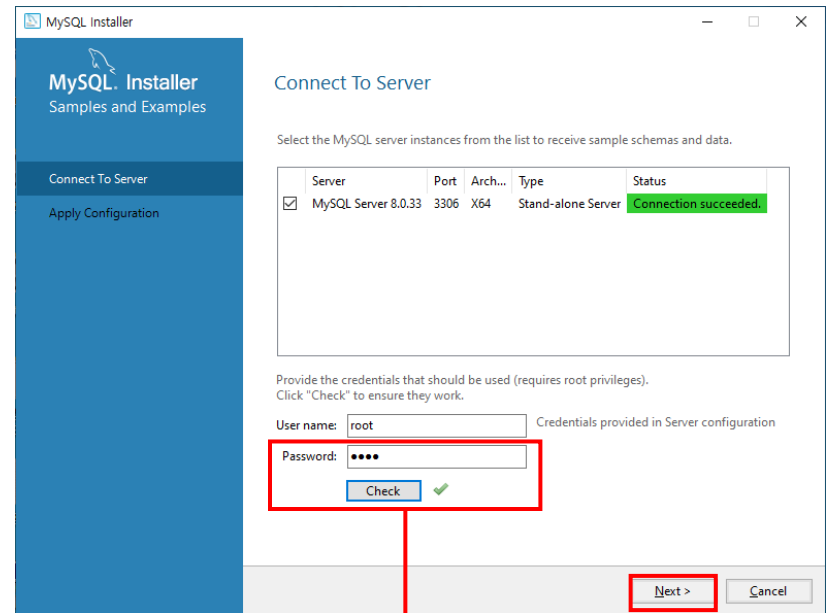 MySQL Installer
MySQL. Installer
Samples and Examples
Connect To Server
Apply Configuration
Connect To Server
Select the MySQL server instances from the list to receive sample schemas and data.
Server Port Arch... Type Status
MySQL Server 8.0.33 3306 X64 Stand-alone Server Connection succeeded.
Provide the credentials that should be used (requires root privileges).
Click "Check" to ensure they work.
User name: root Credentials provided in Server configuration
Password: ●●●●
Check
Next > Cancel